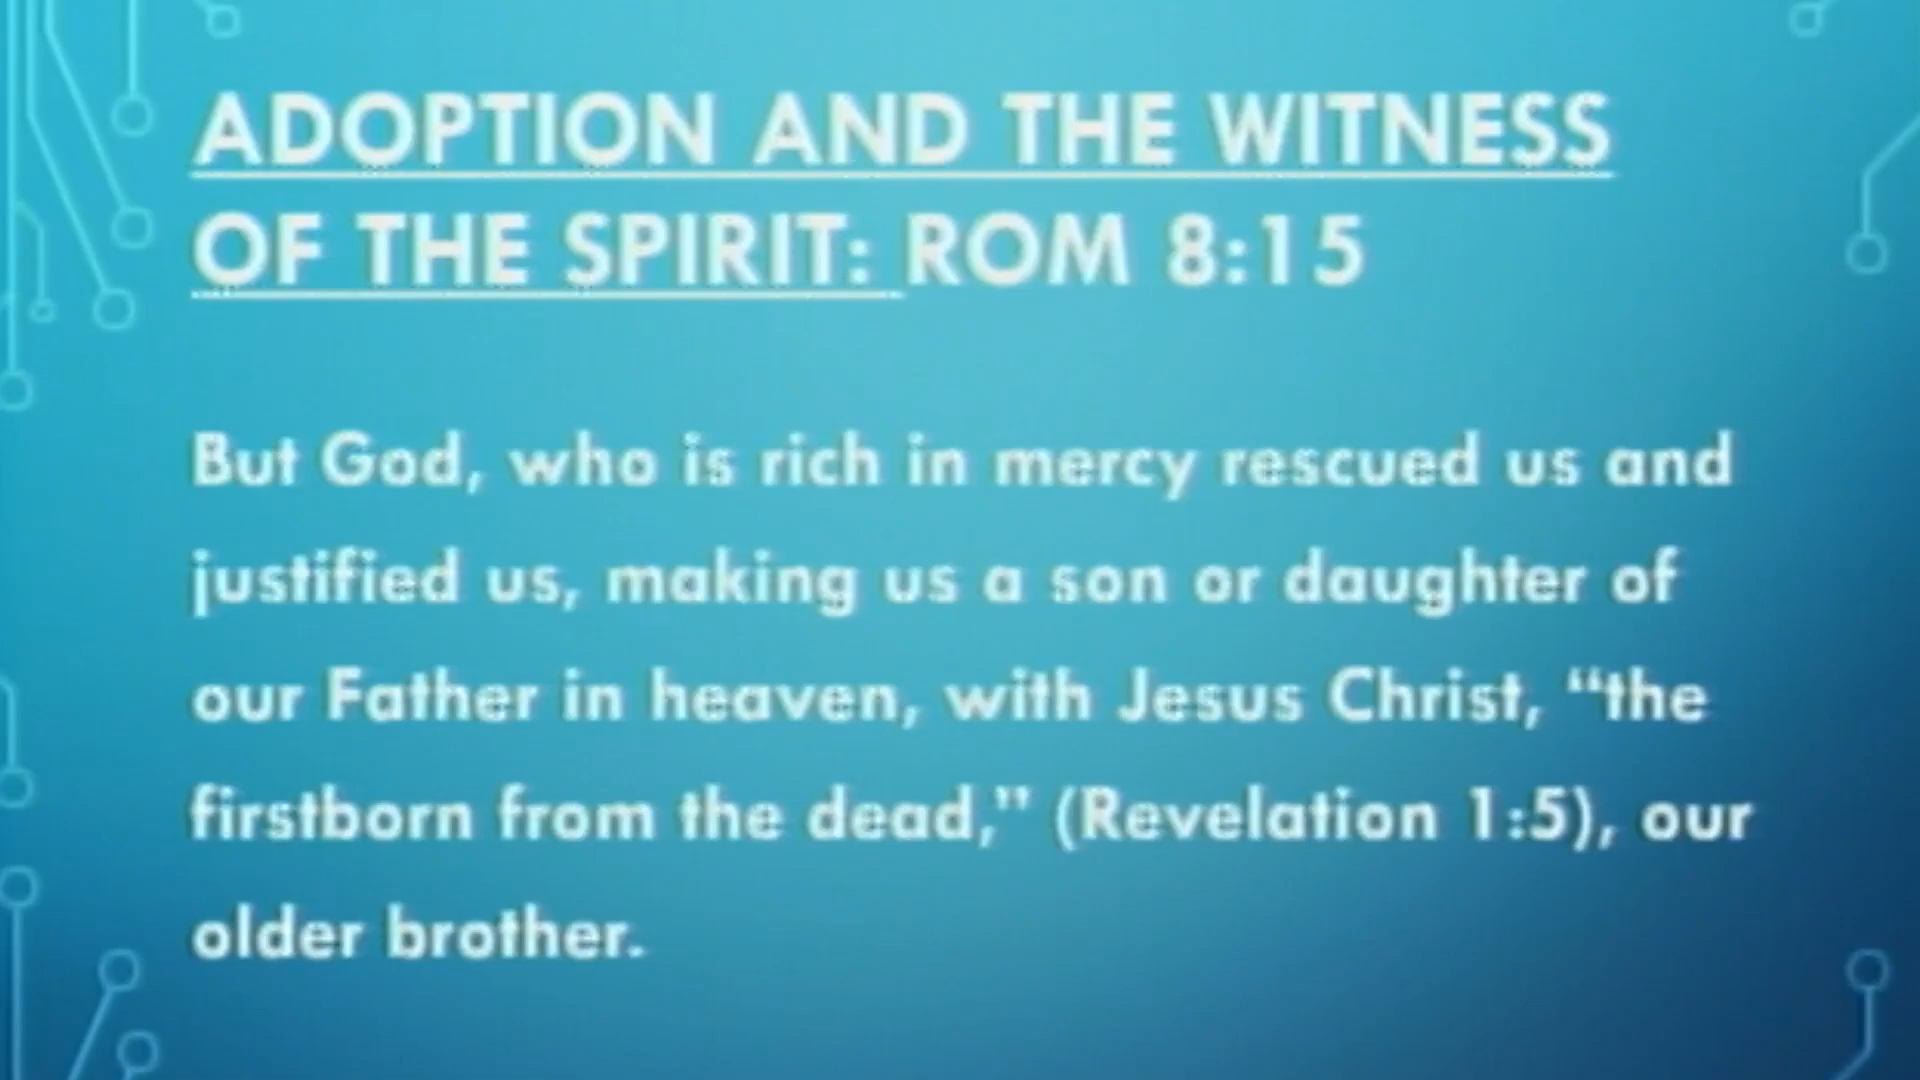 ADOPTION AND THE WITNESS
OF THE SPIRIT: ROM 8:15
But God, who is rich in mercy rescued us and
justified us, making us a son or daughter of
our Father in heaven, with Jesus Christ, “the
firstborn from the dead,” (Revelation 1:5), our
older brother.